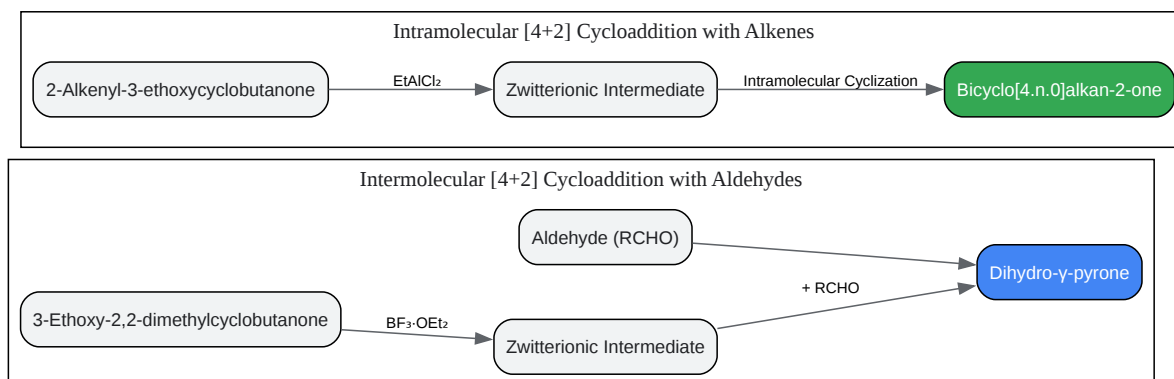 Intramolecular [4+2] Cycloaddition with Alkenes
2-Alkenyl-3-ethoxycyclobutanone
EtAlCl₂
Zwitterionic Intermediate
Intramolecular Cyclization
Bicyclo[4.n.0]alkan-2-one
Intermolecular [4+2] Cycloaddition with Aldehydes
Aldehyde (RCHO)
Dihydro-γ-pyrone
+ RCHO
3-Ethoxy-2,2-dimethylcyclobutanone
BF₃·OEt₂
Zwitterionic Intermediate